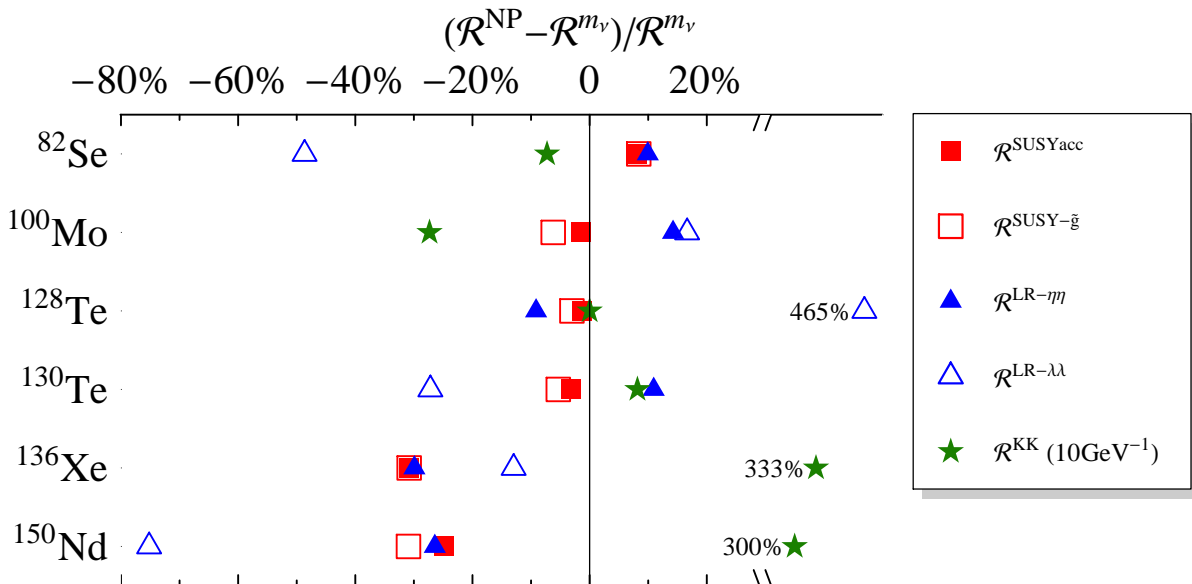 (ℛ^NP−ℛ^mν)/ℛ^mν
−80% −60% −40% −20% 0 20%
⁸²Se
¹⁰⁰Mo
¹²⁸Te
465%
¹³⁰Te
¹³⁶Xe
333%
¹⁵⁰Nd
300%
ℛ^SUSYacc
ℛ^SUSY−g̃
ℛ^LR−ηη
ℛ^LR−λλ
ℛ^KK (10GeV⁻¹)